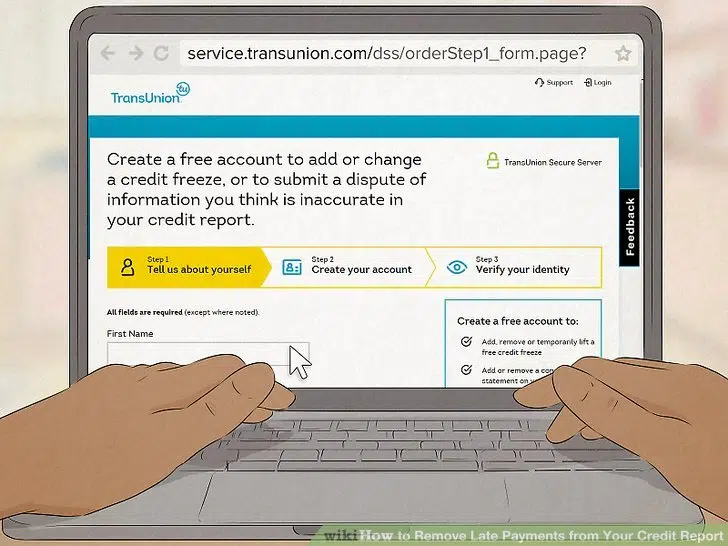 service.transunion.com/dss/orderStep1_form.page?
Support Login
tu
TransUnion
Create a free account to add or change
a credit freeze, or to submit a dispute of
information you think is inaccurate in
your credit report.
TransUnion Secure Server
Feedback
Step 1
Tell us about yourself
Step 2
Create your account
Step 3
Verify your identity
All fields are required (except where noted).
First Name
Create a free account to:
Add, remove or temporarily lift a
free credit freeze
Add or remove a
statement on
wikiHow to Remove Late Payments from Your Credit Report